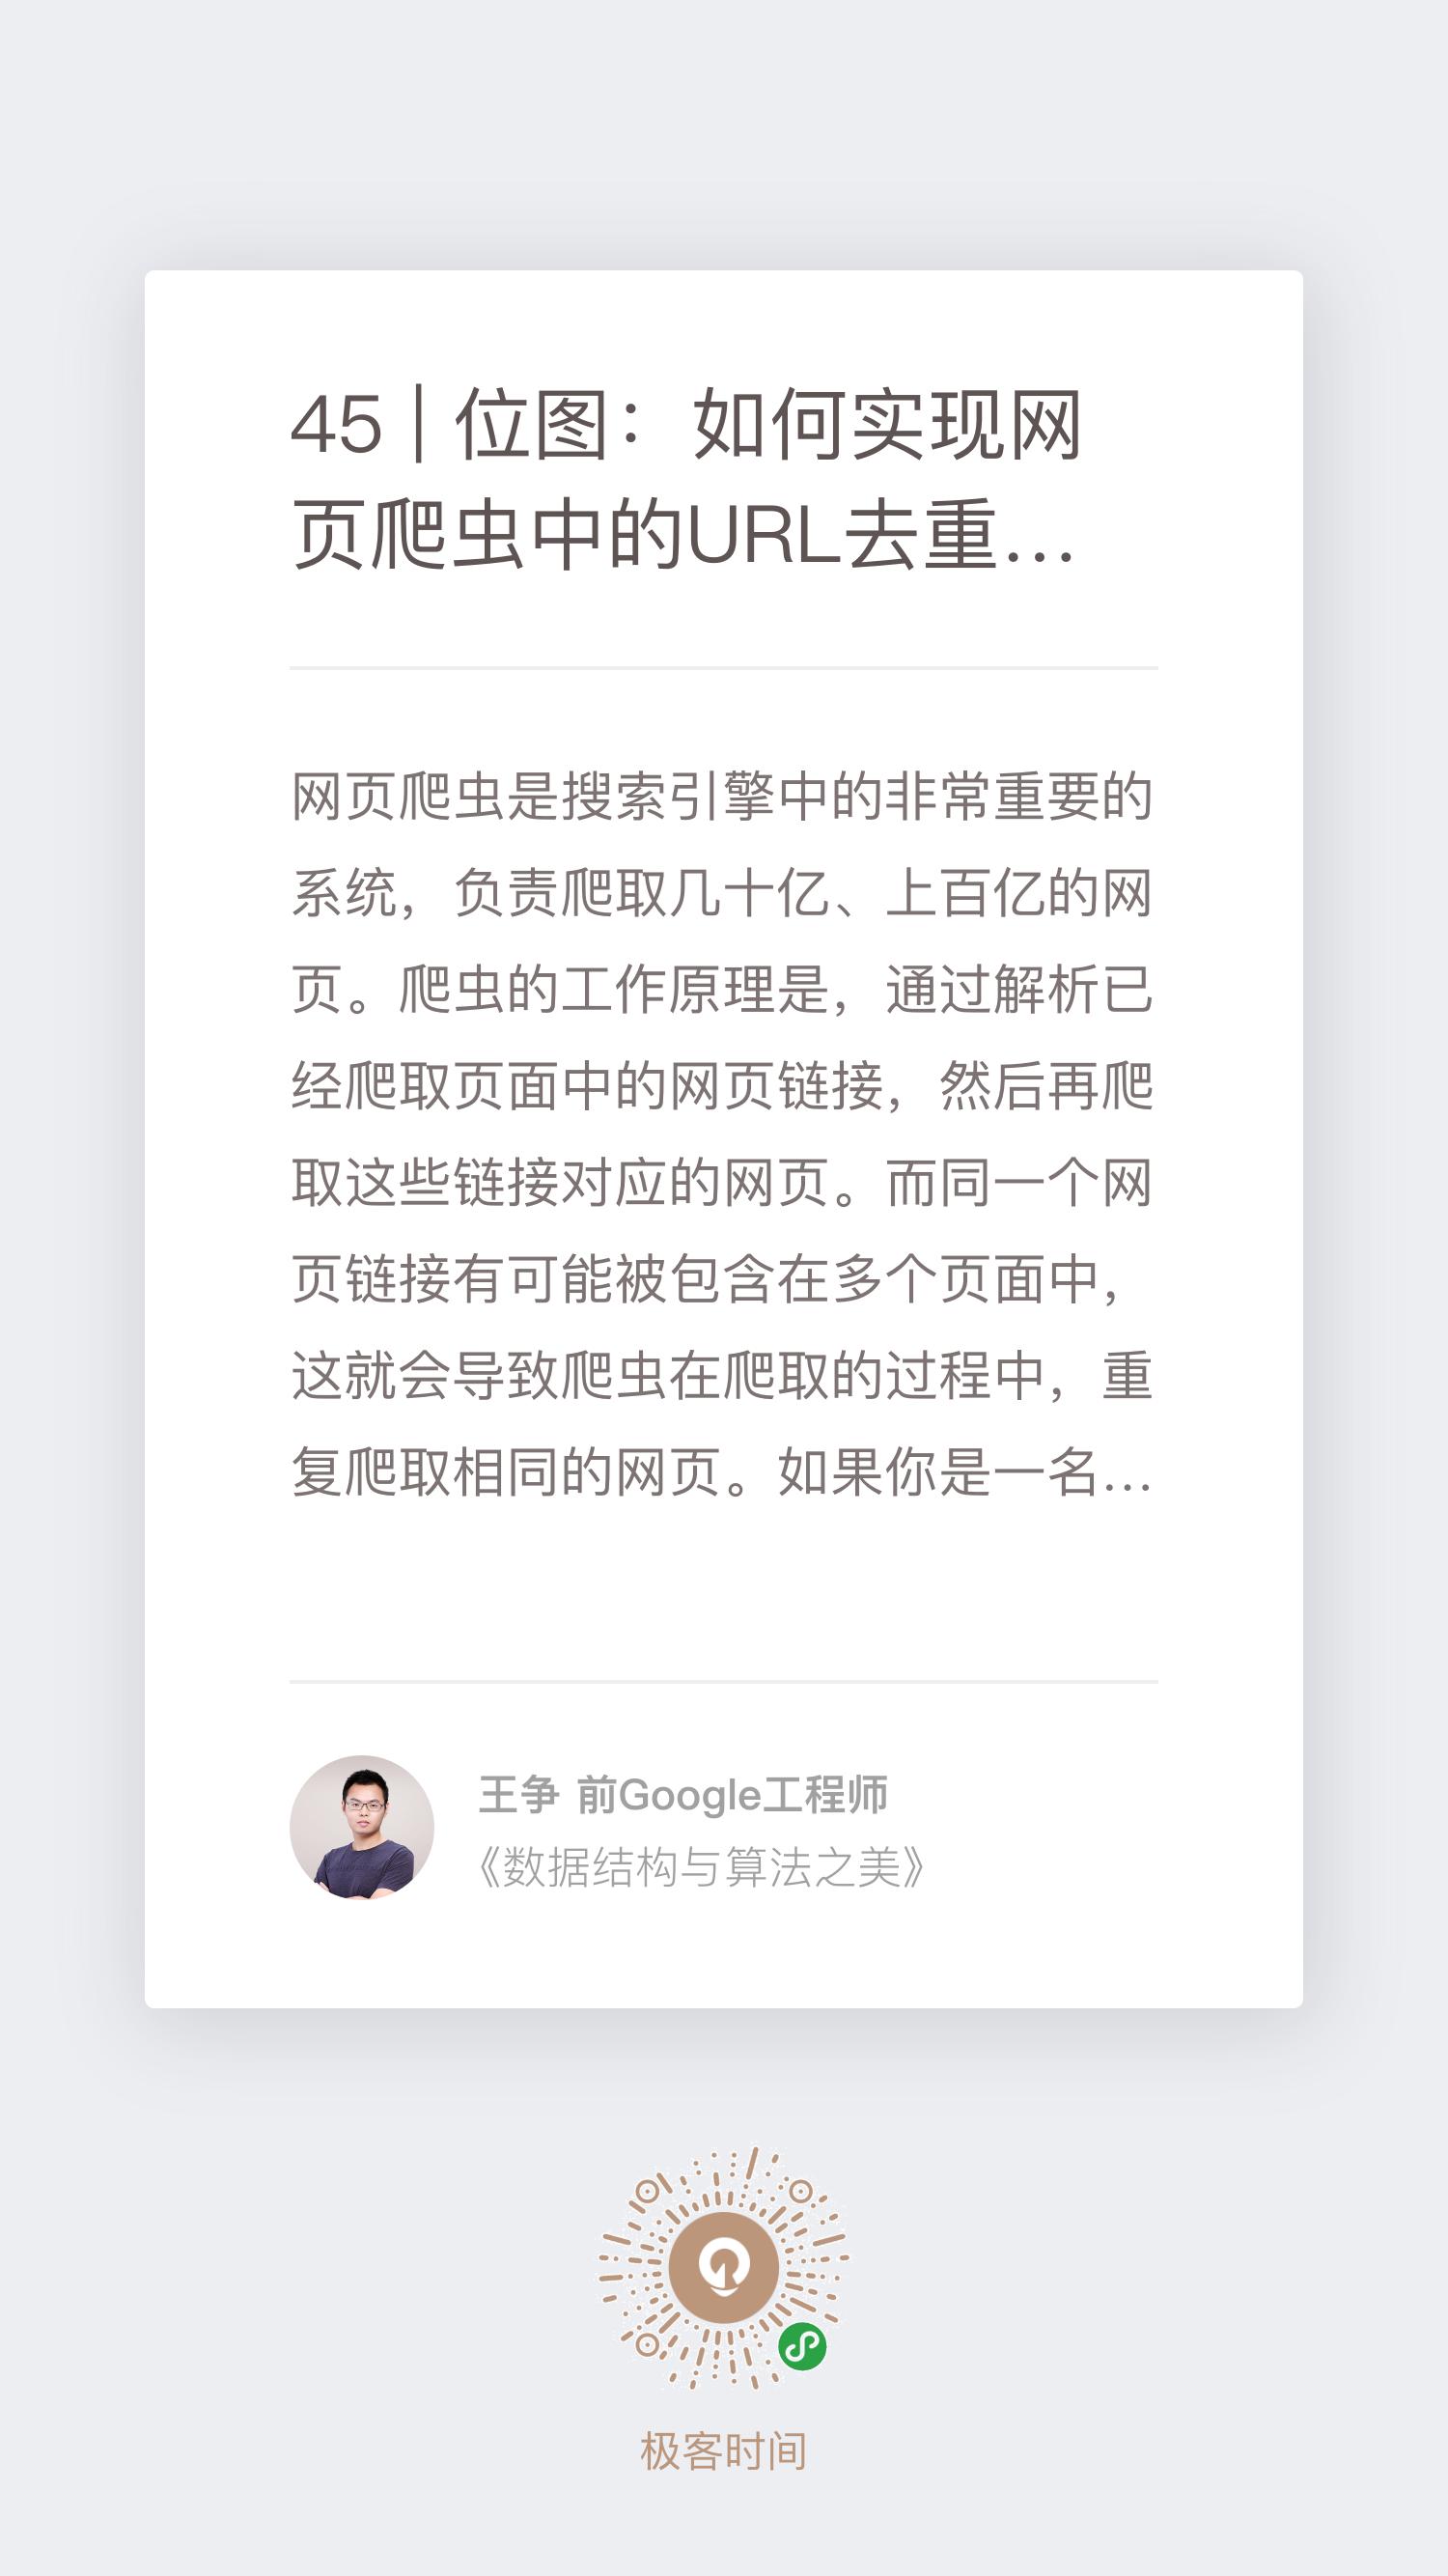 45 | 位图：如何实现网
页爬虫中的URL去重…
网页爬虫是搜索引擎中的非常重要的
系统，负责爬取几十亿、上百亿的网
页。爬虫的工作原理是，通过解析已
经爬取页面中的网页链接，然后再爬
取这些链接对应的网页。而同一个网
页链接有可能被包含在多个页面中，
这就会导致爬虫在爬取的过程中，重
复爬取相同的网页。如果你是一名…
王争 前Google工程师
《数据结构与算法之美》
极客时间